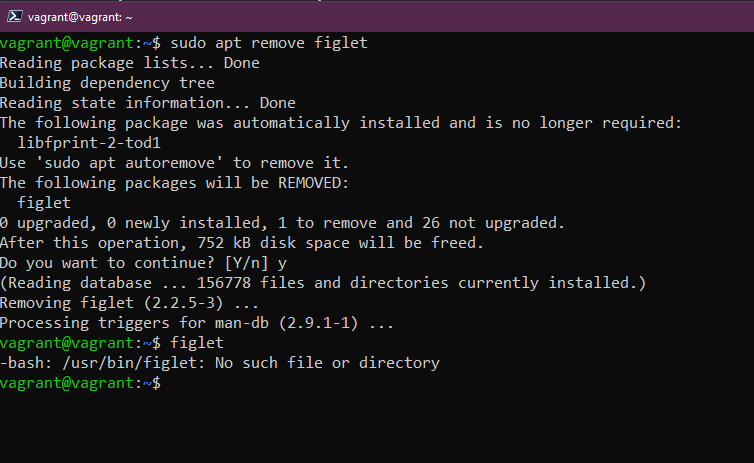 vagrant@vagrant: ~
vagrant@vagrant:~$ sudo apt remove figlet
Reading package lists... Done
Building dependency tree
Reading state information... Done
The following package was automatically installed and is no longer required:
  libfprint-2-tod1
Use 'sudo apt autoremove' to remove it.
The following packages will be REMOVED:
  figlet
0 upgraded, 0 newly installed, 1 to remove and 26 not upgraded.
After this operation, 752 kB disk space will be freed.
Do you want to continue? [Y/n] y
(Reading database ... 156778 files and directories currently installed.)
Removing figlet (2.2.5-3) ...
Processing triggers for man-db (2.9.1-1) ...
vagrant@vagrant:~$ figlet
-bash: /usr/bin/figlet: No such file or directory
vagrant@vagrant:~$